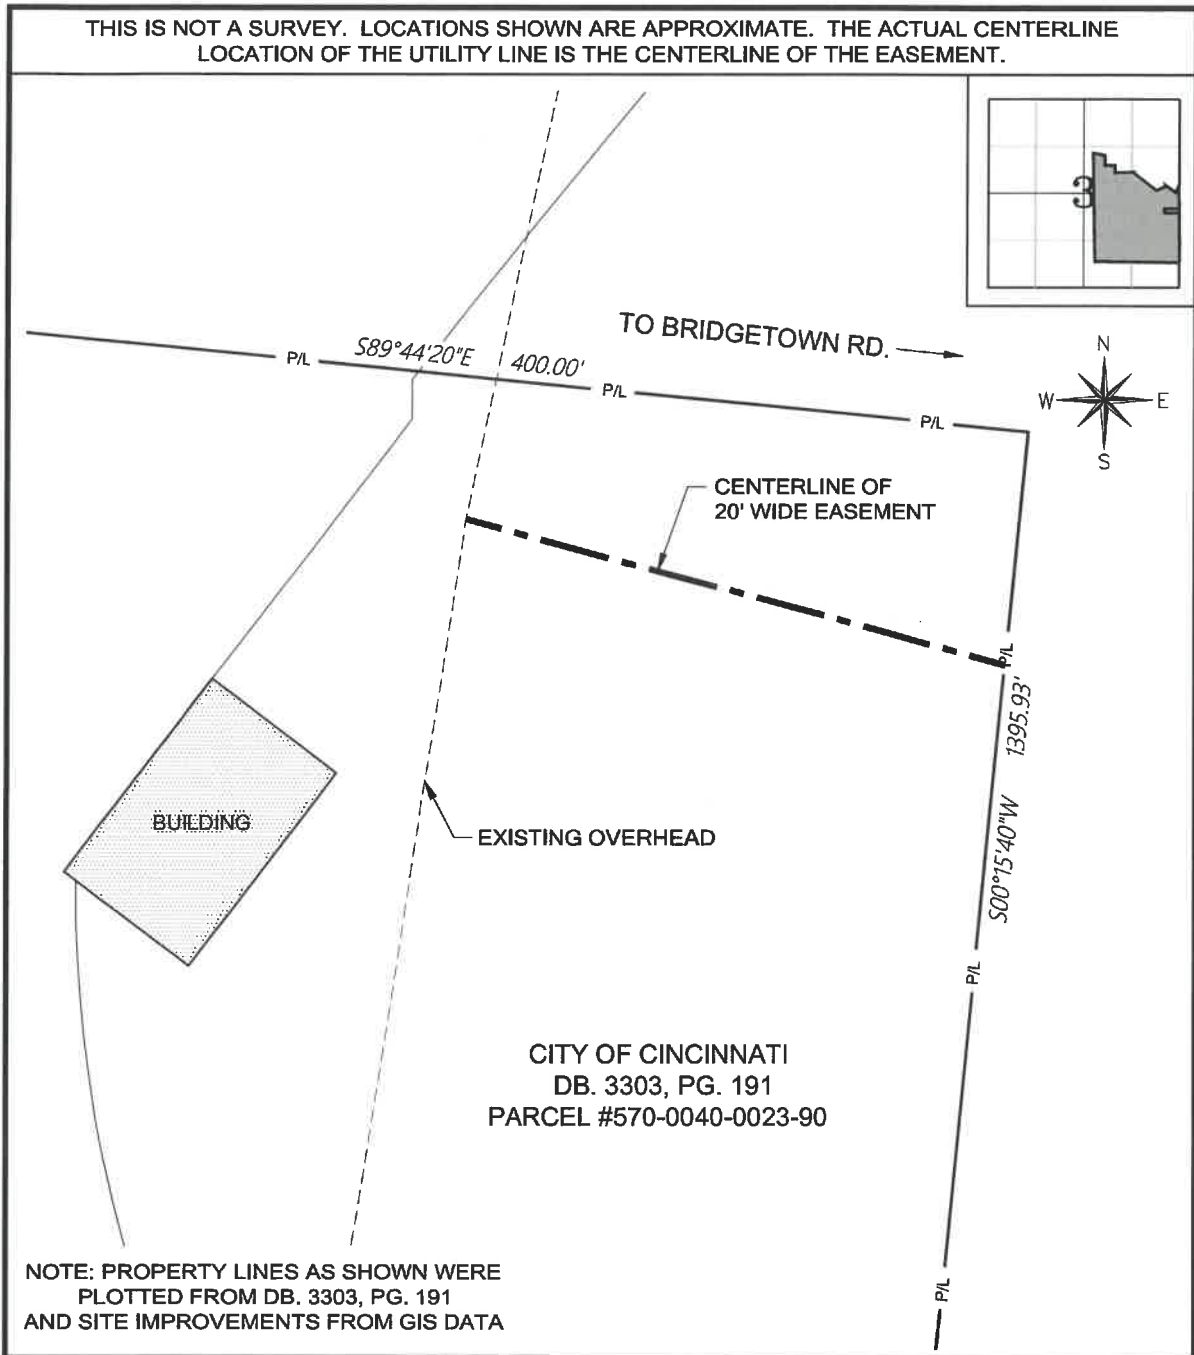 THIS IS NOT A SURVEY. LOCATIONS SHOWN ARE APPROXIMATE. THE ACTUAL CENTERLINE
LOCATION OF THE UTILITY LINE IS THE CENTERLINE OF THE EASEMENT.
3
TO BRIDGETOWN RD.
N
W E
S
P/L S89°44'20"E 400.00' P/L P/L
CENTERLINE OF
20' WIDE EASEMENT
P/L
1395.93'
S00°15'40"W
P/L
P/L
BUILDING
EXISTING OVERHEAD
CITY OF CINCINNATI
DB. 3303, PG. 191
PARCEL #570-0040-0023-90
NOTE: PROPERTY LINES AS SHOWN WERE
PLOTTED FROM DB. 3303, PG. 191
AND SITE IMPROVEMENTS FROM GIS DATA